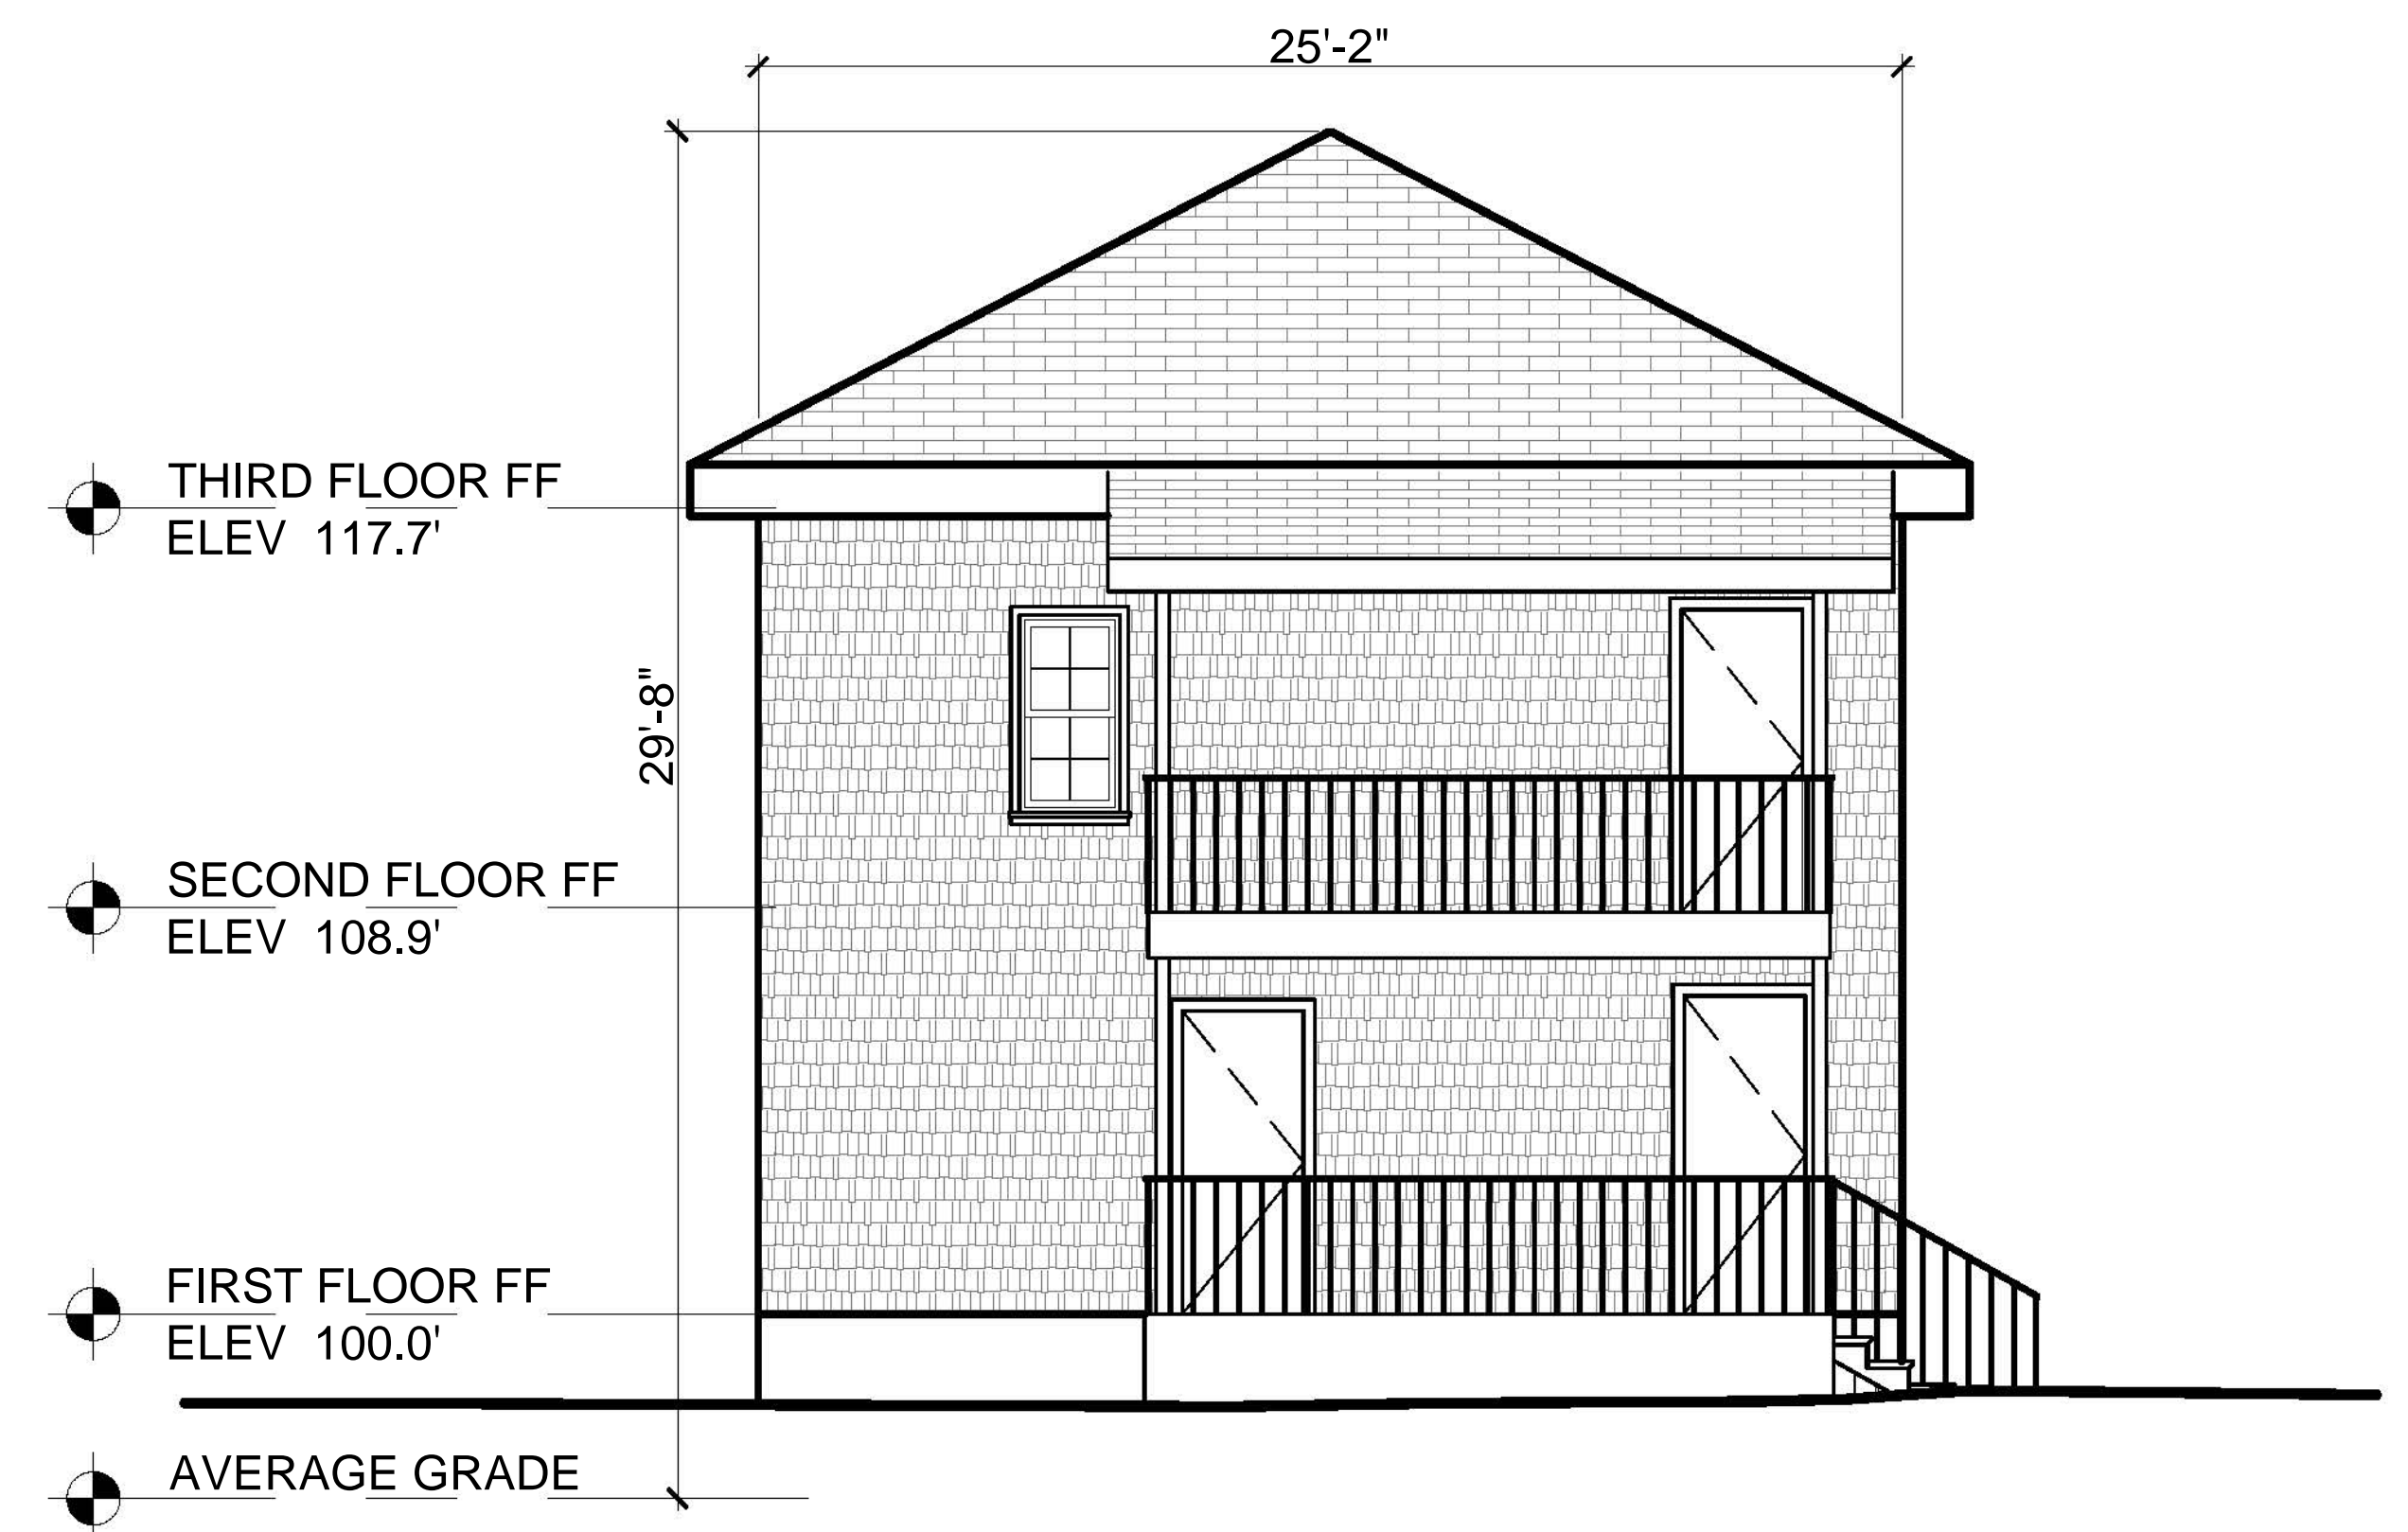 25'-2"
THIRD FLOOR FF
ELEV 117.7'
29'-8"
SECOND FLOOR FF
ELEV 108.9'
FIRST FLOOR FF
ELEV 100.0'
AVERAGE GRADE